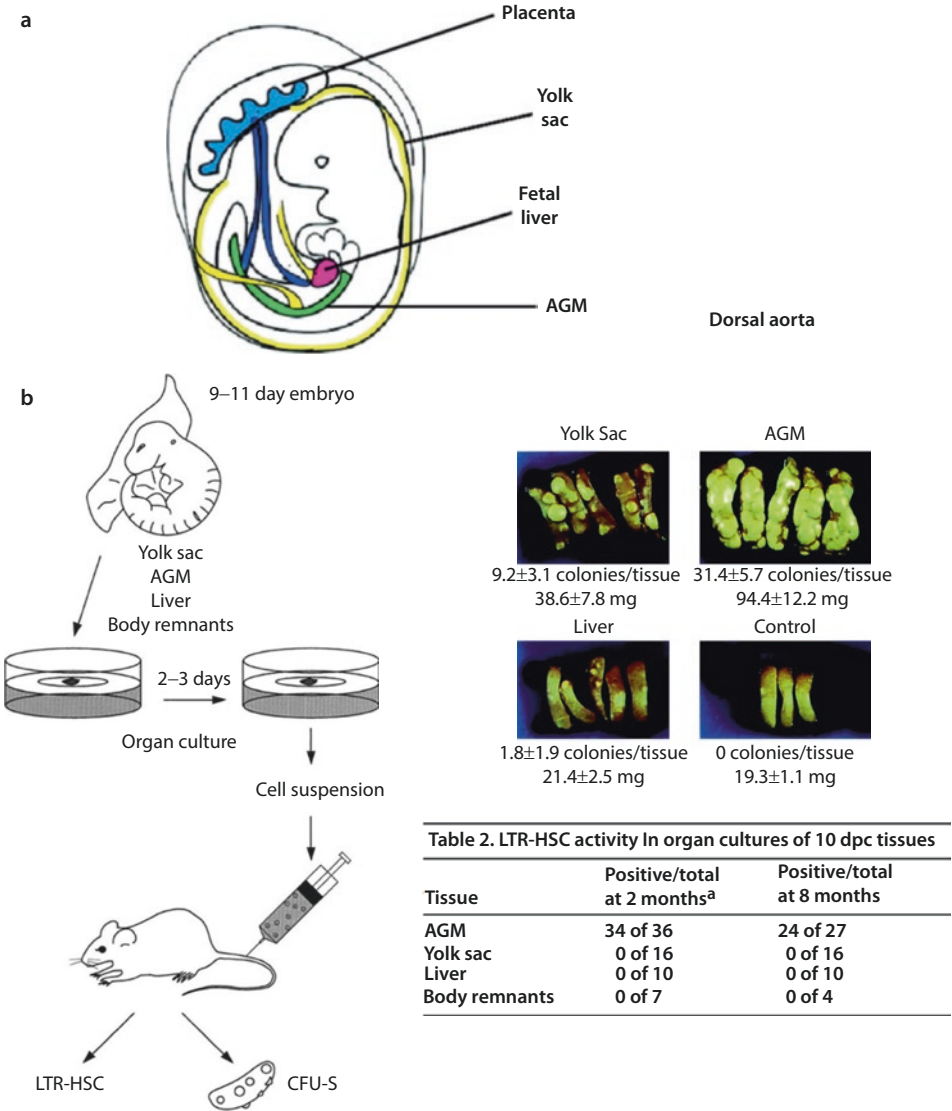 a
Placenta
Yolk
sac
Fetal
liver
AGM
Dorsal aorta
b
9–11 day embryo
Yolk sac
AGM
Liver
Body remnants
2–3 days
Organ culture
Cell suspension
LTR-HSC
CFU-S
Yolk Sac
9.2±3.1 colonies/tissue
38.6±7.8 mg
AGM
31.4±5.7 colonies/tissue
94.4±12.2 mg
Liver
1.8±1.9 colonies/tissue
21.4±2.5 mg
Control
0 colonies/tissue
19.3±1.1 mg
Table 2. LTR-HSC activity In organ cultures of 10 dpc tissues
Tissue Positive/total at 2 monthsa Positive/total at 8 months
AGM 34 of 36 24 of 27
Yolk sac 0 of 16 0 of 16
Liver 0 of 10 0 of 10
Body remnants 0 of 7 0 of 4